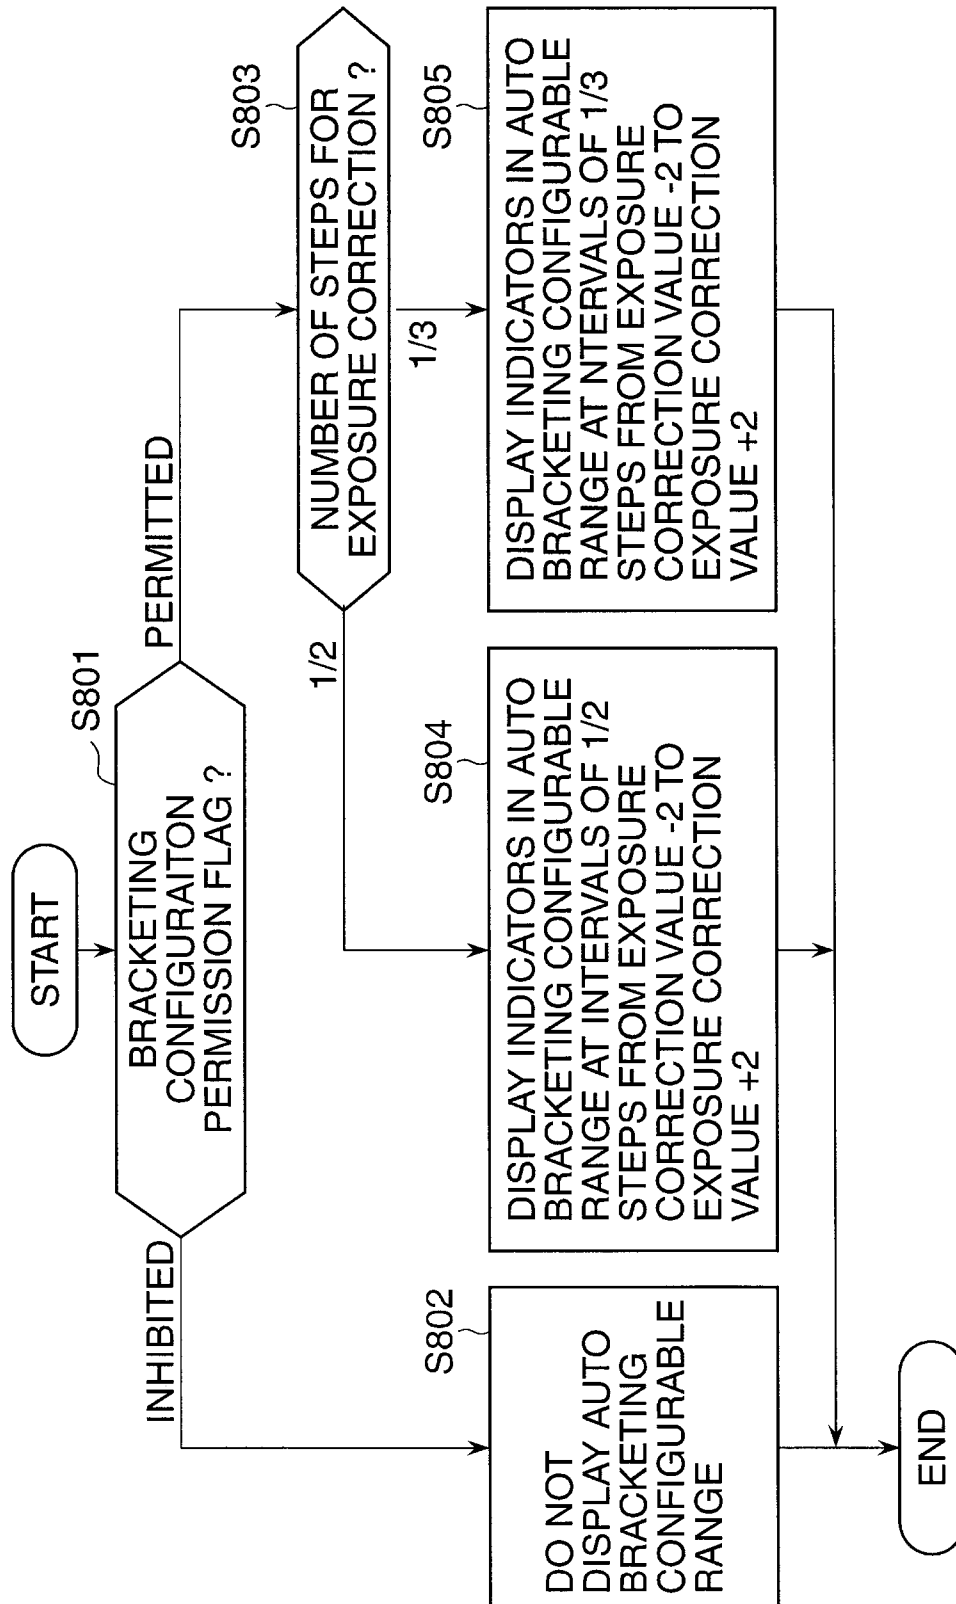 START
S801
BRACKETING
CONFIGURAITON
PERMISSION FLAG ?
INHIBITED
PERMITTED
S803
NUMBER OF STEPS FOR
EXPOSURE CORRECTION ?
1/2
1/3
S802
DO NOT
DISPLAY AUTO
BRACKETING
CONFIGURABLE
RANGE
S804
DISPLAY INDICATORS IN AUTO
BRACKETING CONFIGURABLE
RANGE AT INTERVALS OF 1/2
STEPS FROM EXPOSURE
CORRECTION VALUE -2 TO
EXPOSURE CORRECTION
VALUE +2
S805
DISPLAY INDICATORS IN AUTO
BRACKETING CONFIGURABLE
RANGE AT NTERVALS OF 1/3
STEPS FROM EXPOSURE
CORRECTION VALUE -2 TO
EXPOSURE CORRECTION
VALUE +2
END